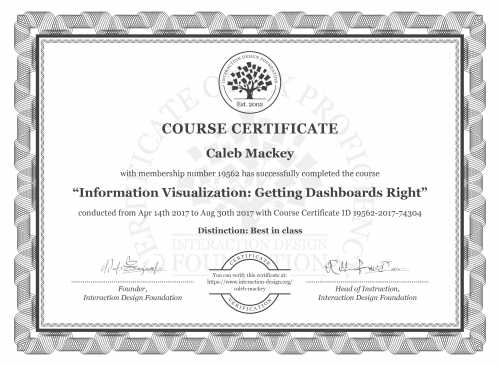 INTERACTION DESIGN FOUNDATION
Est. 2002
COURSE CERTIFICATE
Caleb Mackey
with membership number 19562 has successfully completed the course
“Information Visualization: Getting Dashboards Right”
conducted from Apr 14th 2017 to Aug 30th 2017 with Course Certificate ID 19562-2017-74304
Distinction: Best in class
CERTIFICATE OF PROFICIENCY
INTERACTION DESIGN
FOUNDATION
CERTIFICATE
You can verify this certificate at:
https://www.interaction-design.org/
caleb-mackey
CERTIFICATION
Founder,
Interaction Design Foundation
Head of Instruction,
Interaction Design Foundation